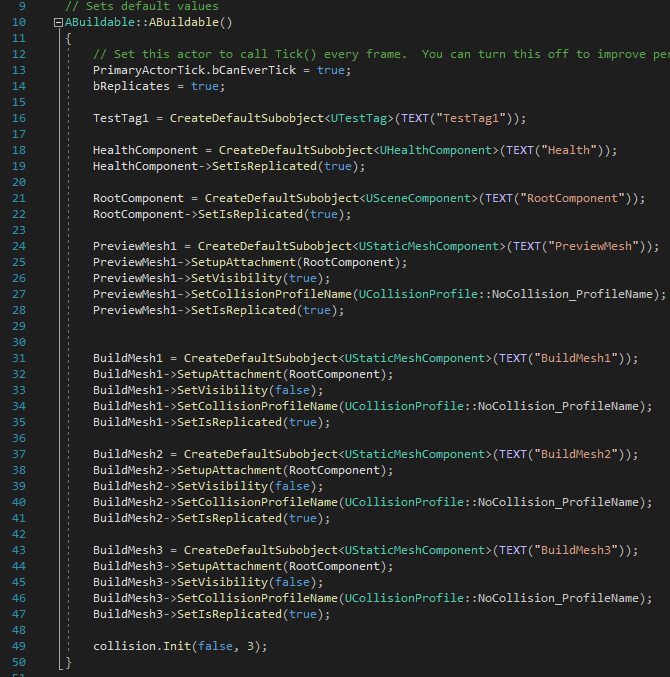 9 // Sets default values
10 ABuildable::ABuildable()
11 {
12 // Set this actor to call Tick() every frame.  You can turn this off to improve
13 PrimaryActorTick.bCanEverTick = true;
14 bReplicates = true;
15
16 TestTag1 = CreateDefaultSubobject<UTestTag>(TEXT("TestTag1"));
17
18 HealthComponent = CreateDefaultSubobject<UHealthComponent>(TEXT("Health"));
19 HealthComponent->SetIsReplicated(true);
20
21 RootComponent = CreateDefaultSubobject<USceneComponent>(TEXT("RootComponent"));
22 RootComponent->SetIsReplicated(true);
23
24 PreviewMesh1 = CreateDefaultSubobject<UStaticMeshComponent>(TEXT("PreviewMesh"));
25 PreviewMesh1->SetupAttachment(RootComponent);
26 PreviewMesh1->SetVisibility(true);
27 PreviewMesh1->SetCollisionProfileName(UCollisionProfile::NoCollision_ProfileName);
28 PreviewMesh1->SetIsReplicated(true);
29
30
31 BuildMesh1 = CreateDefaultSubobject<UStaticMeshComponent>(TEXT("BuildMesh1"));
32 BuildMesh1->SetupAttachment(RootComponent);
33 BuildMesh1->SetVisibility(false);
34 BuildMesh1->SetCollisionProfileName(UCollisionProfile::NoCollision_ProfileName);
35 BuildMesh1->SetIsReplicated(true);
36
37 BuildMesh2 = CreateDefaultSubobject<UStaticMeshComponent>(TEXT("BuildMesh2"));
38 BuildMesh2->SetupAttachment(RootComponent);
39 BuildMesh2->SetVisibility(false);
40 BuildMesh2->SetCollisionProfileName(UCollisionProfile::NoCollision_ProfileName);
41 BuildMesh2->SetIsReplicated(true);
42
43 BuildMesh3 = CreateDefaultSubobject<UStaticMeshComponent>(TEXT("BuildMesh3"));
44 BuildMesh3->SetupAttachment(RootComponent);
45 BuildMesh3->SetVisibility(false);
46 BuildMesh3->SetCollisionProfileName(UCollisionProfile::NoCollision_ProfileName);
47 BuildMesh3->SetIsReplicated(true);
48
49 collision.Init(false, 3);
50 }